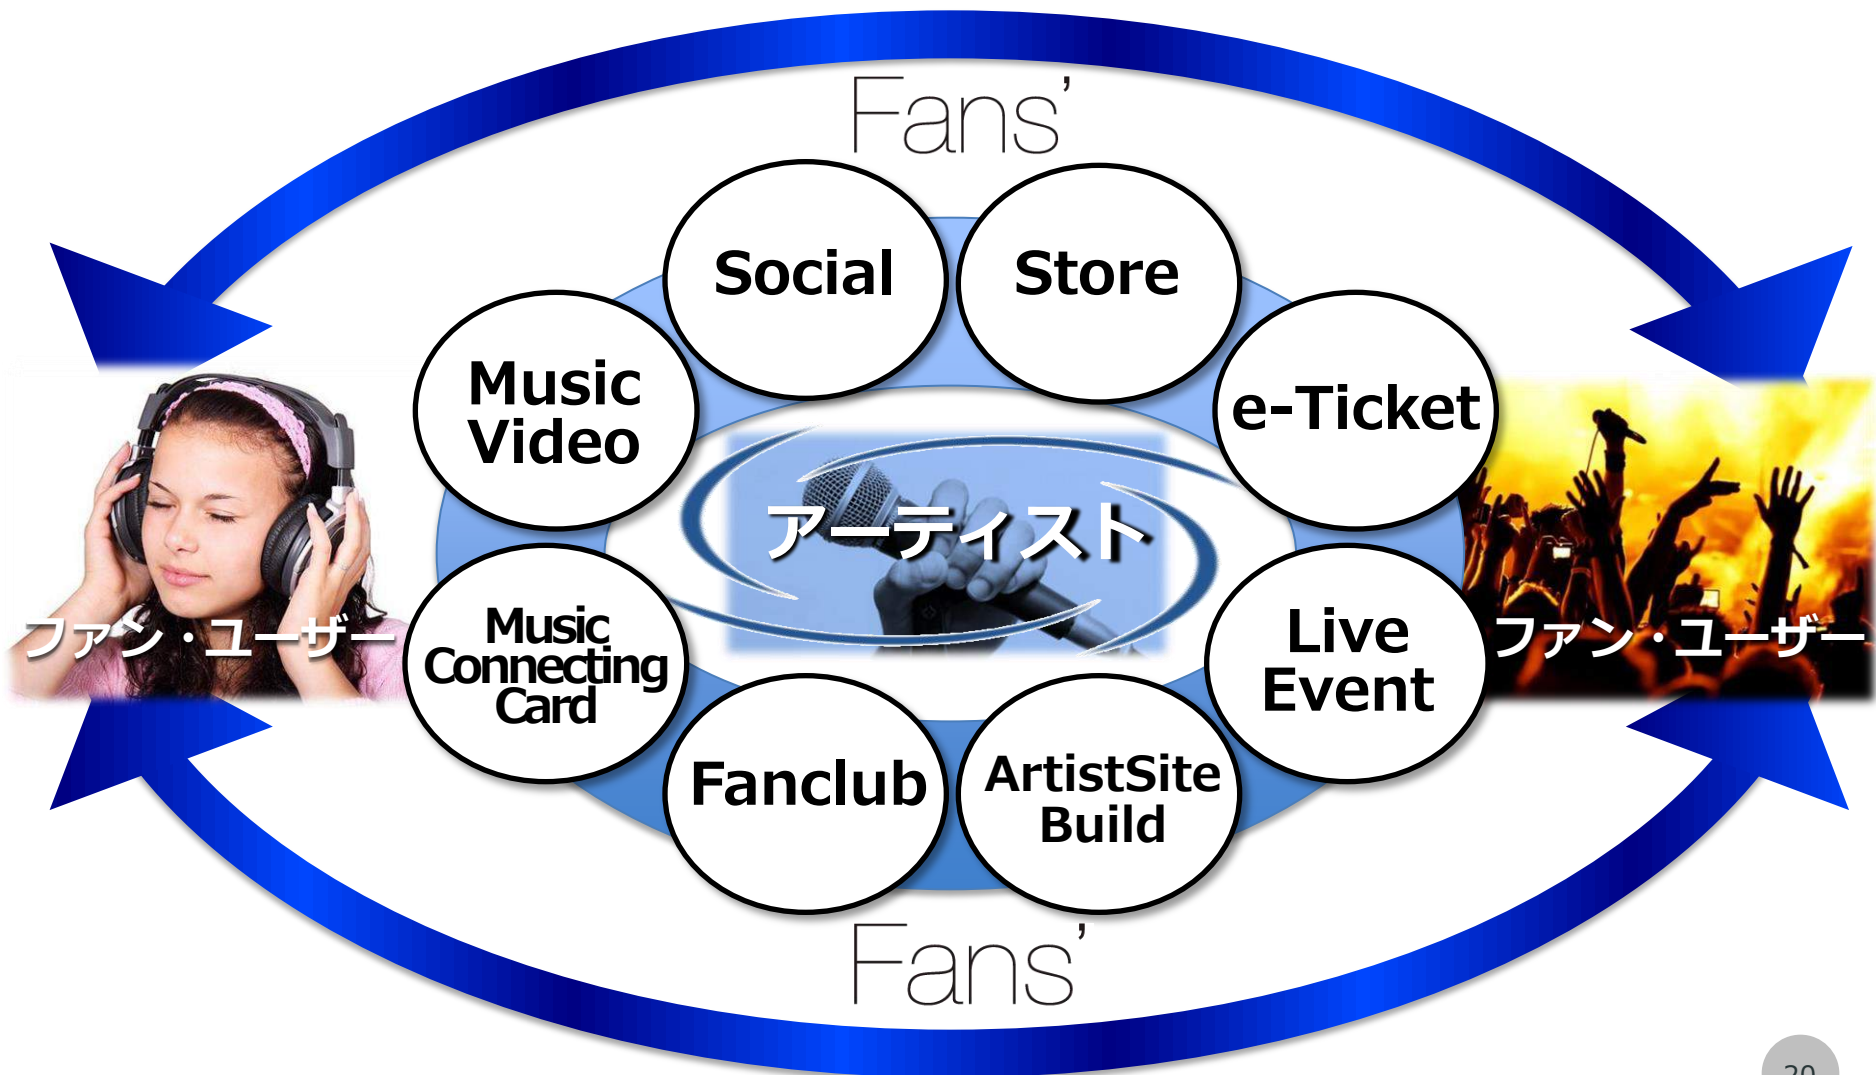 Fans’
Social
Store
Music
Video
e-Ticket
アーティスト
ファン・ユーザー
ファン・ユーザー
Music
Connecting
Card
Live
Event
Fanclub
ArtistSite
Build
Fans’
20